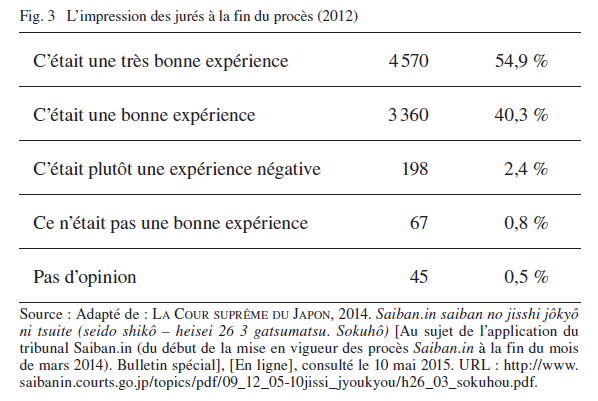 Fig. 3 L’impression des jurés à la fin du procès (2012)
C’était une très bonne expérience 4 570 54,9 %
C’était une bonne expérience 3 360 40,3 %
C’était plutôt une expérience négative 198 2,4 %
Ce n’était pas une bonne expérience 67 0,8 %
Pas d’opinion 45 0,5 %
Source : Adapté de : LA COUR SUPRÊME DU JAPON, 2014. Saiban.in saiban no jisshi jôkyô
ni tsuite (seido shikô – heisei 26 3 gatsumatsu. Sokuhô) [Au sujet de l’application du
tribunal Saiban.in (du début de la mise en vigueur des procès Saiban.in à la fin du mois
de mars 2014). Bulletin spécial], [En ligne], consulté le 10 mai 2015. URL : http://www.
saibanin.courts.go.jp/topics/pdf/09_12_05-10jissi_jyoukyou/h26_03_sokuhou.pdf.